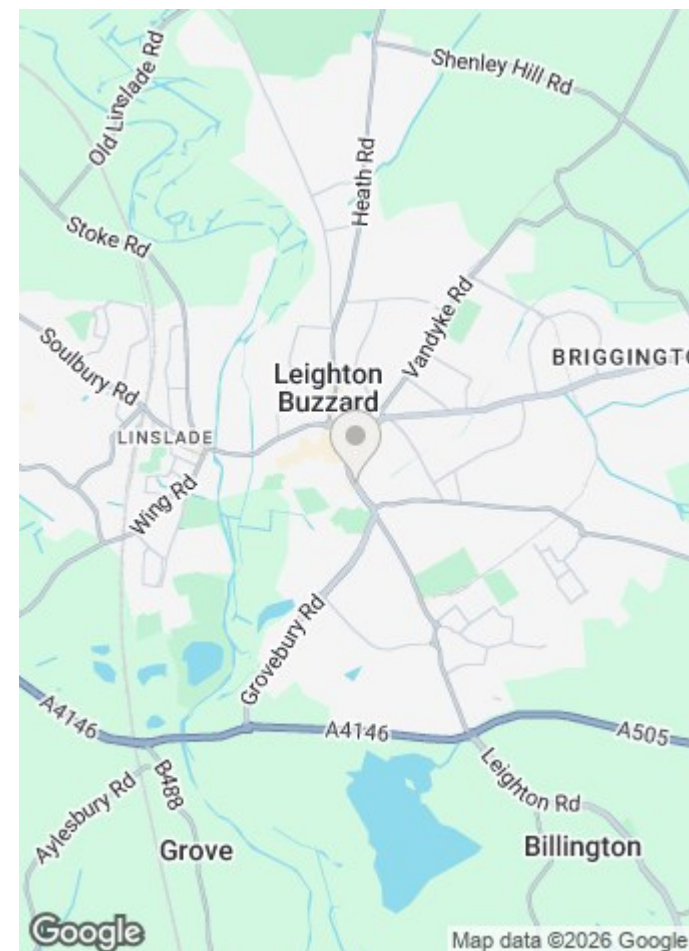 Old Linslade Rd
Shenley Hill Rd
Heath Rd
Stoke Rd
Vandyke Rd
Soulbury Rd
BRIGGINGTO
Leighton
Buzzard
LINSLADE
Wing Rd
Grovebury Rd
A4146
A4146
A505
B488
Aylesbury Rd
Leighton Rd
Grove
Billington
Google
Map data ©2026 Google